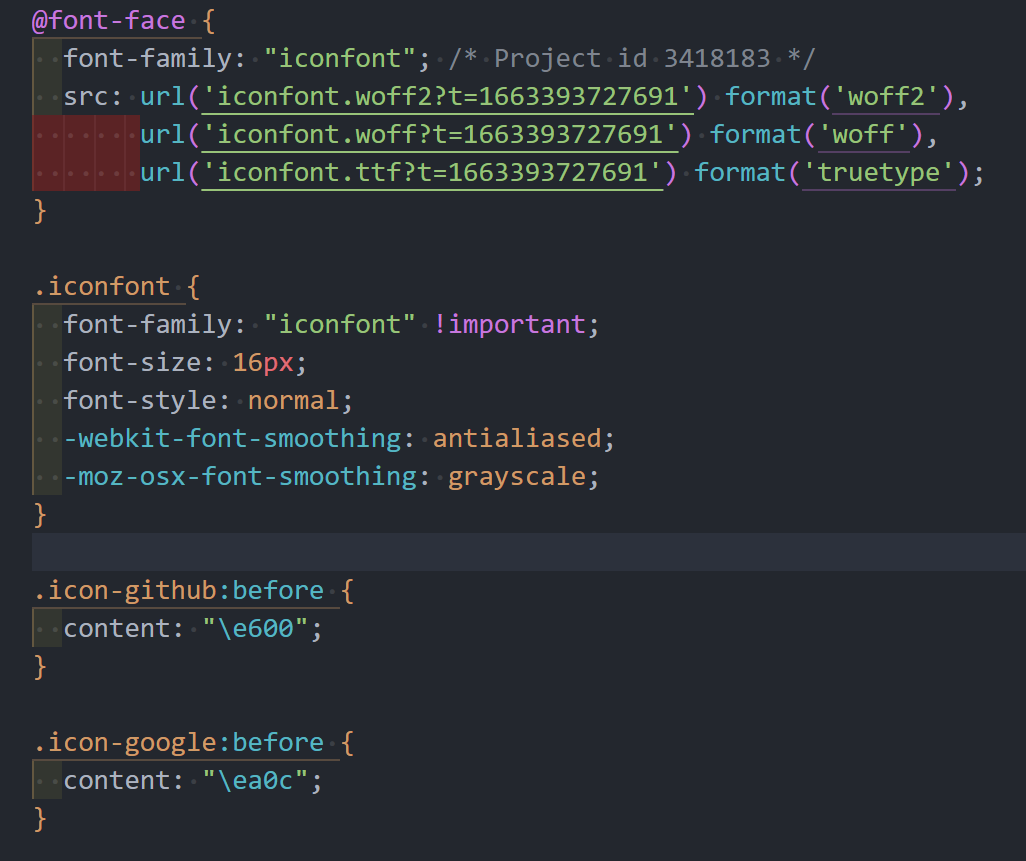 @font-face {
  font-family: "iconfont"; /* Project id 3418183 */
  src: url('iconfont.woff2?t=1663393727691') format('woff2'),
       url('iconfont.woff?t=1663393727691') format('woff'),
       url('iconfont.ttf?t=1663393727691') format('truetype');
}

.iconfont {
  font-family: "iconfont" !important;
  font-size: 16px;
  font-style: normal;
  -webkit-font-smoothing: antialiased;
  -moz-osx-font-smoothing: grayscale;
}

.icon-github:before {
  content: "\e600";
}

.icon-google:before {
  content: "\ea0c";
}